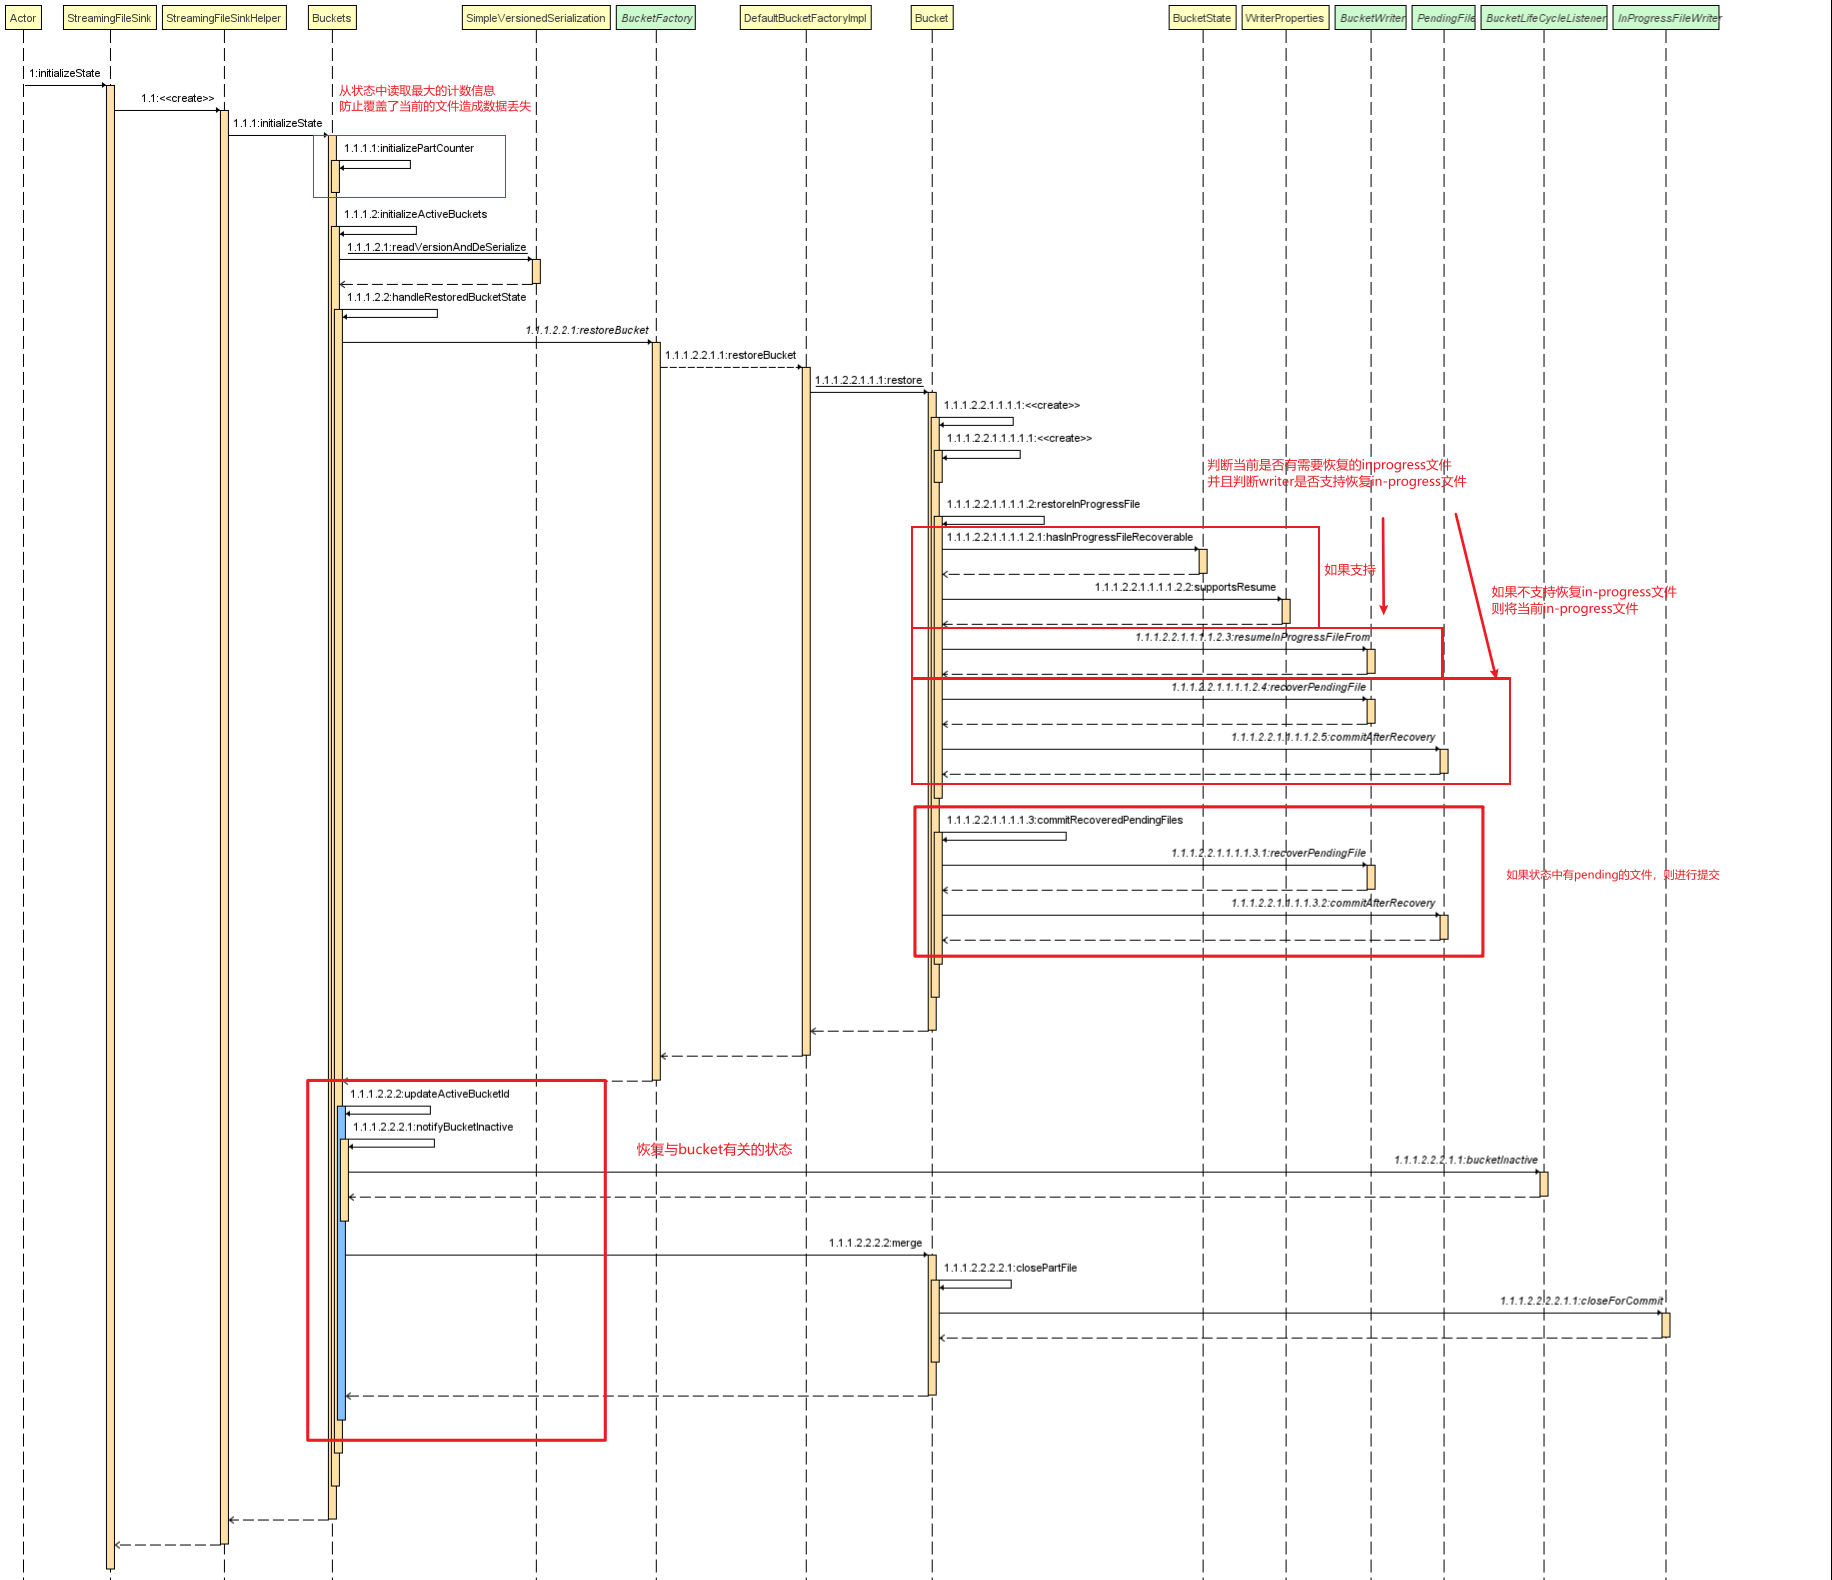 Actor
StreamingFileSink
StreamingFileSinkHelper
Buckets
SimpleVersionedSerialization
BucketFactory
DefaultBucketFactoryImpl
Bucket
BucketState
WriterProperties
BucketWriter
PendingFile
BucketLifeCycleListener
InProgressFileWriter
1:initializeState
1.1:<<create>>
从状态中读取最大的计数信息
防止覆盖了当前的文件造成数据丢失
1.1.1:initializeState
1.1.1.1:initializePartCounter
1.1.1.2:initializeActiveBuckets
1.1.1.2.1:readVersionAndDeSerialize
1.1.1.2.2:handleRestoredBucketState
1.1.1.2.2.1:restoreBucket
1.1.1.2.2.1.1:restoreBucket
1.1.1.2.2.1.1.1:restore
1.1.1.2.2.1.1.1.1:<<create>>
1.1.1.2.2.1.1.1.1.1:<<create>>
判断当前是否有需要恢复的inprogress文件
并且判断writer是否支持恢复in-progress文件
1.1.1.2.2.1.1.1.1.2:restoreInProgressFile
1.1.1.2.2.1.1.1.1.2.1:hasInProgressFileRecoverable
如果支持
1.1.1.2.2.1.1.1.1.2.2:supportsResume
如果不支持恢复in-progress文件
则将当前in-progress文件
1.1.1.2.2.1.1.1.1.2.3:resumeInProgressFileFrom
1.1.1.2.2.1.1.1.1.2.4:recoverPendingFile
1.1.1.2.2.1.1.1.1.2.5:commitAfterRecovery
1.1.1.2.2.1.1.1.1.3:commitRecoveredPendingFiles
1.1.1.2.2.1.1.1.1.3.1:recoverPendingFile
如果状态中有pending的文件，则进行提交
1.1.1.2.2.1.1.1.1.3.2:commitAfterRecovery
1.1.1.2.2.2:updateActiveBucketId
1.1.1.2.2.2.1:notifyBucketInactive
恢复与bucket有关的状态
1.1.1.2.2.2.1.1:bucketInactive
1.1.1.2.2.2.2:merge
1.1.1.2.2.2.2.1:closePartFile
1.1.1.2.2.2.2.1.1:closeForCommit